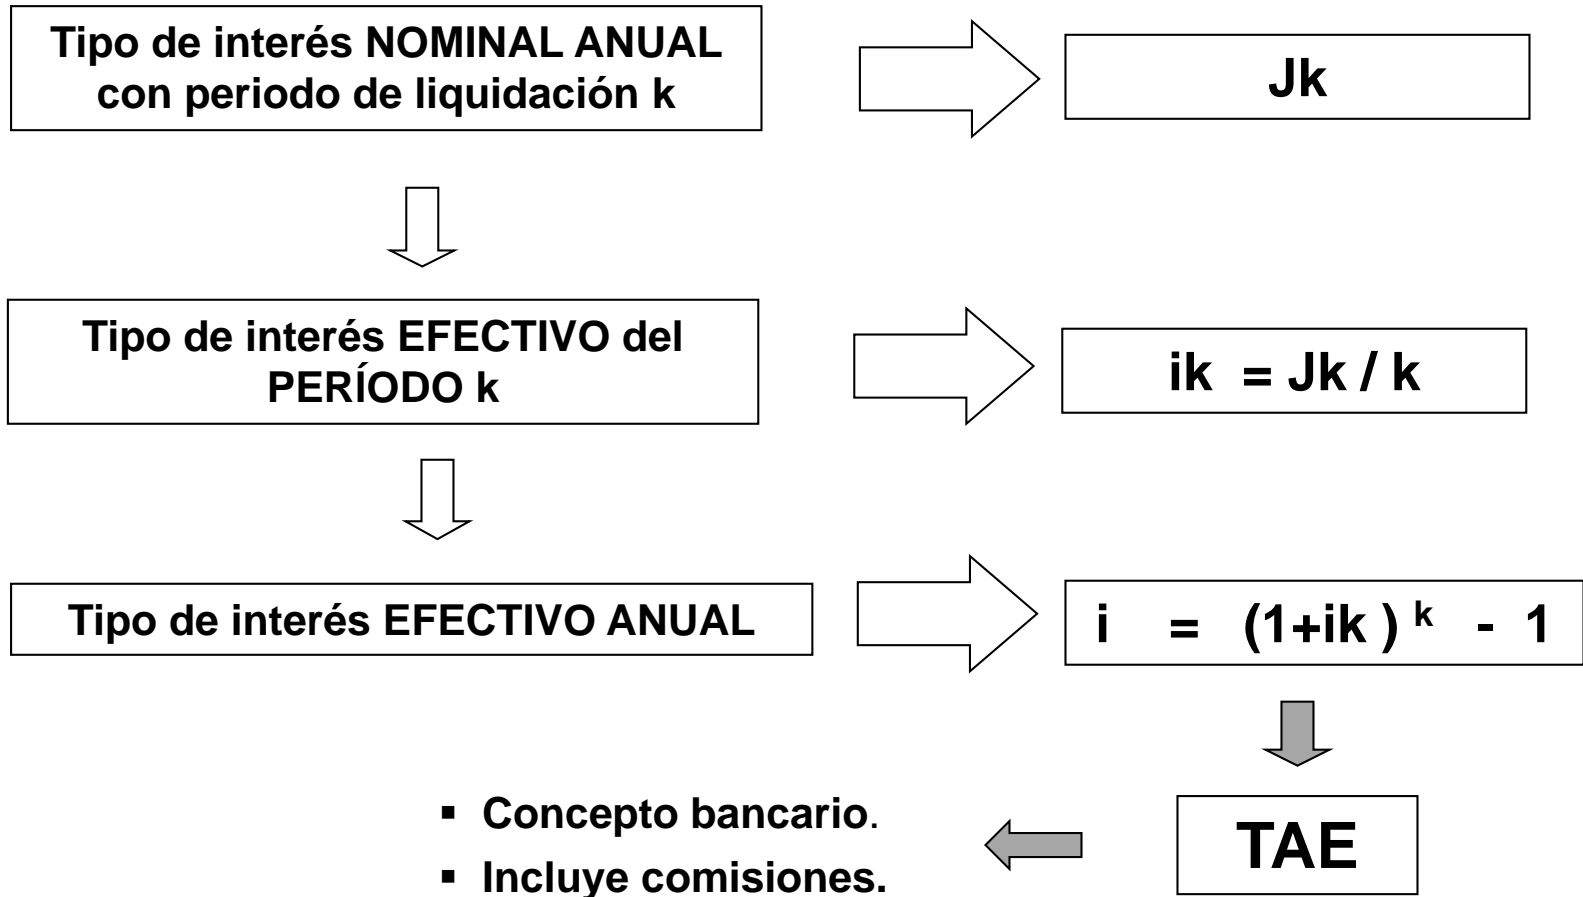 Tipo de interés NOMINAL ANUAL
con periodo de liquidación k
Jk
Tipo de interés EFECTIVO del
PERÍODO k
ik = Jk / k
Tipo de interés EFECTIVO ANUAL
i = (1+ik ) ᵏ - 1
▪ Concepto bancario.
▪ Incluye comisiones.
TAE